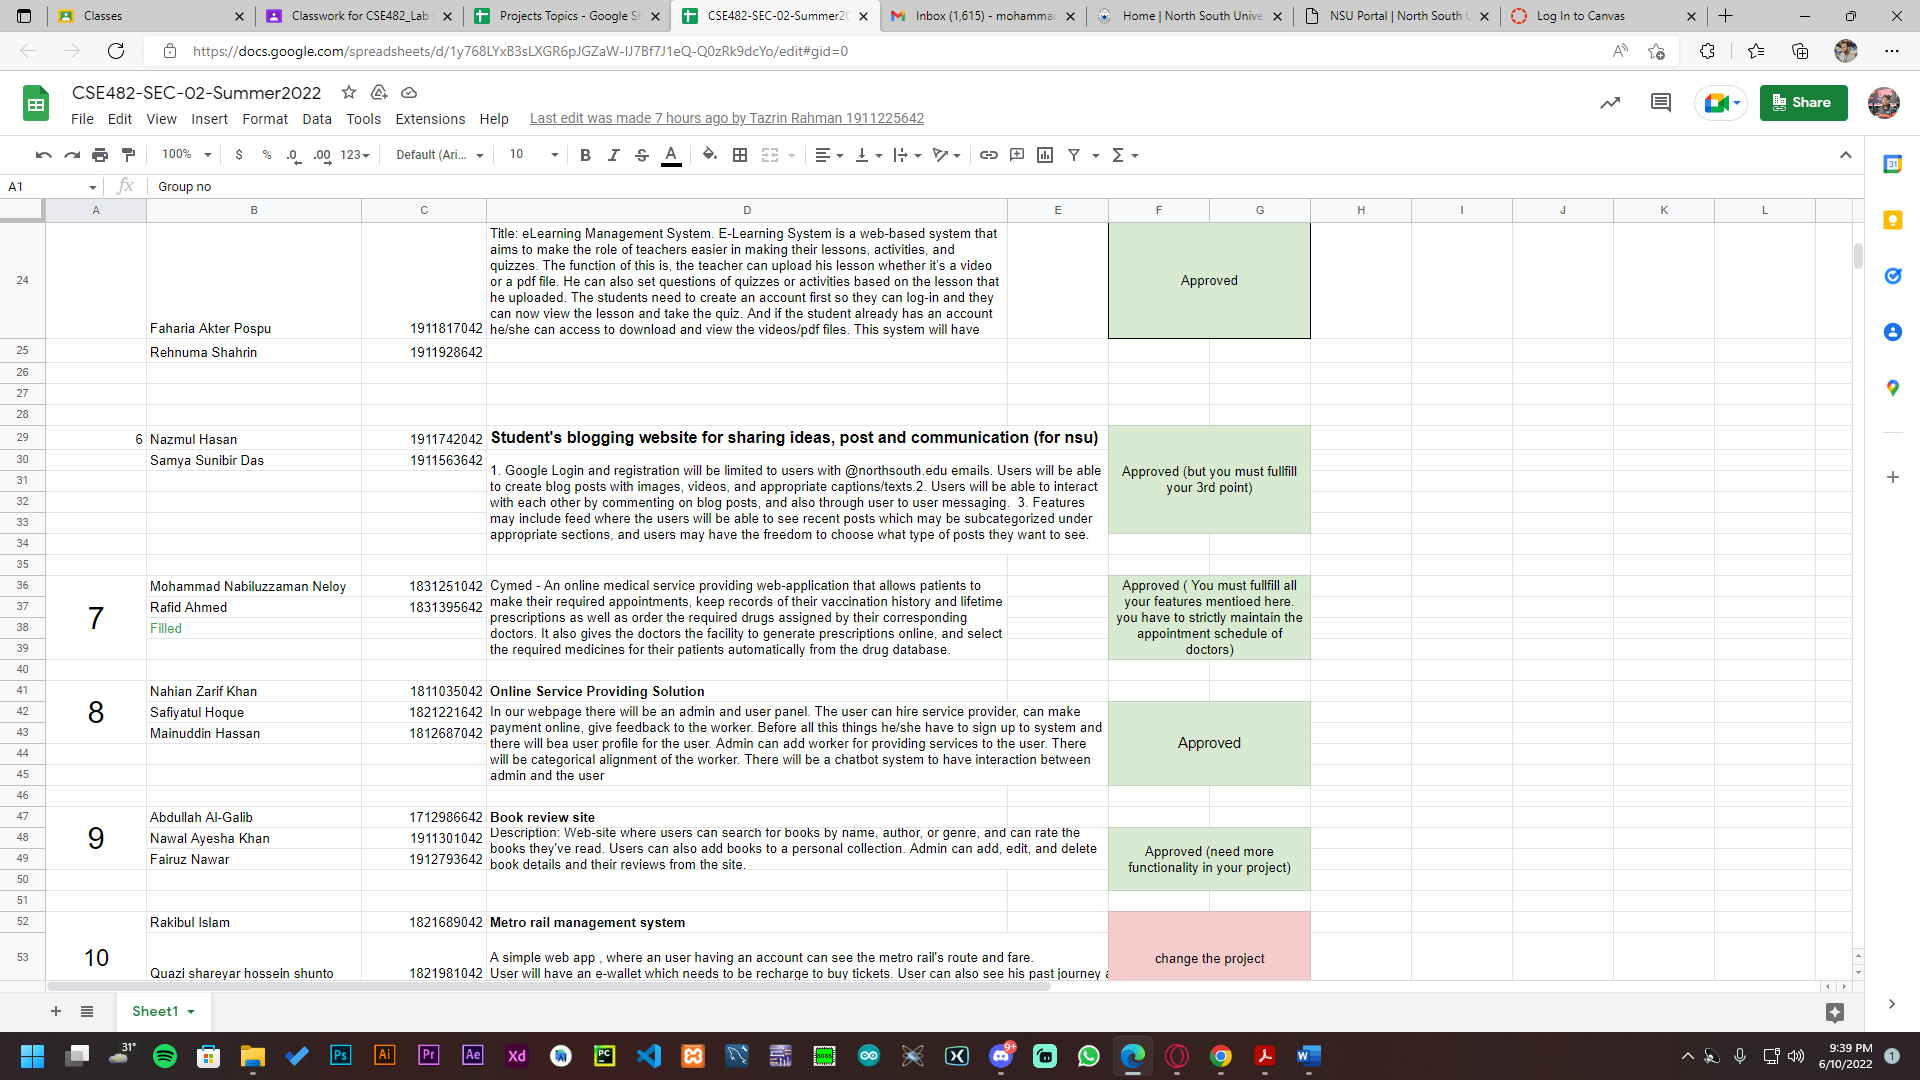 Classes
Classwork for CSE482_Lab
Projects Topics - Google Sh
CSE482-SEC-02-Summer20
Inbox (1,615) - mohammad
Home | North South Unive
NSU Portal | North South U
Log In to Canvas
https://docs.google.com/spreadsheets/d/1y768LYxB3sLXGR6pJGZaW-IJ7Bf7J1eQ-Q0zRk9dcYo/edit#gid=0
CSE482-SEC-02-Summer2022
File Edit View Insert Format Data Tools Extensions Help Last edit was made 7 hours ago by Tazrin Rahman 1911225642
Share
100% $ % .0 .00 123 Default (Ari... 10 B I S A
A1 fx Group no
A B C D E F G H I J K L
24
Title: eLearning Management System. E-Learning System is a web-based system that
aims to make the role of teachers easier in making their lessons, activities, and
quizzes. The function of this is, the teacher can upload his lesson whether it's a video
or a pdf file. He can also set questions of quizzes or activities based on the lesson that
he uploaded. The students need to create an account first so they can log-in and they
can now view the lesson and take the quiz. And if the student already has an account
he/she can access to download and view the videos/pdf files. This system will have
Faharia Akter Pospu 1911817042
Approved
25 Rehnuma Shahrin 1911928642
26
27
28
29 6 Nazmul Hasan 1911742042 Student's blogging website for sharing ideas, post and communication (for nsu)
30 Samya Sunibir Das 1911563642
31
32
33
34
1. Google Login and registration will be limited to users with @northsouth.edu emails. Users will be able
to create blog posts with images, videos, and appropriate captions/texts.2. Users will be able to interact
with each other by commenting on blog posts, and also through user to user messaging. 3. Features
may include feed where the users will be able to see recent posts which may be subcategorized under
appropriate sections, and users may have the freedom to choose what type of posts they want to see.
Approved (but you must fullfill
your 3rd point)
35
7
36 Mohammad Nabiluzzaman Neloy 1831251042
37 Rafid Ahmed 1831395642
38 Filled
39
Cymed - An online medical service providing web-application that allows patients to
make their required appointments, keep records of their vaccination history and lifetime
prescriptions as well as order the required drugs assigned by their corresponding
doctors. It also gives the doctors the facility to generate prescriptions online, and select
the required medicines for their patients automatically from the drug database.
Approved ( You must fullfill all
your features mentioed here.
you have to strictly maintain the
appointment schedule of
doctors)
40
8
41 Nahian Zarif Khan 1811035042 Online Service Providing Solution
42 Safiyatul Hoque 1821221642
43 Mainuddin Hassan 1812687042
44
45
In our webpage there will be an admin and user panel. The user can hire service provider, can make
payment online, give feedback to the worker. Before all this things he/she have to sign up to system and
there will bea user profile for the user. Admin can add worker for providing services to the user. There
will be categorical alignment of the worker. There will be a chatbot system to have interaction between
admin and the user
Approved
46
9
47 Abdullah Al-Galib 1712986642 Book review site
48 Nawal Ayesha Khan 1911301042
49 Fairuz Nawar 1912793642
Description: Web-site where users can search for books by name, author, or genre, and can rate the
books they've read. Users can also add books to a personal collection. Admin can add, edit, and delete
book details and their reviews from the site.
Approved (need more
functionality in your project)
50
51
10
52 Rakibul Islam 1821689042 Metro rail management system
53 Quazi shareyar hossein shunto 1821981042
A simple web app , where an user having an account can see the metro rail's route and fare.
User will have an e-wallet which needs to be recharge to buy tickets. User can also see his past journey a
change the project
Sheet1
31°
Ps Ai Pr Ae Xd PC
9+
9:39 PM
6/10/2022
1